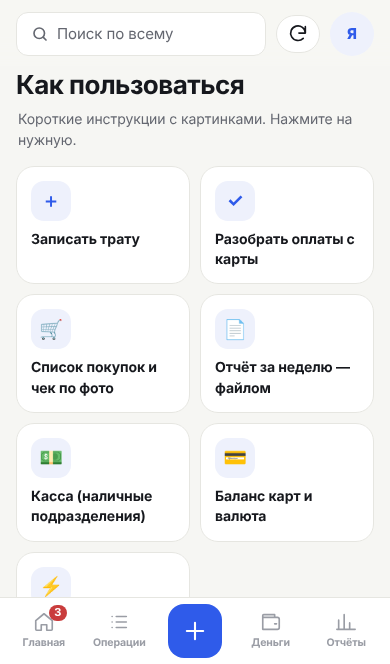 Поиск по всему
Я
Как пользоваться
Короткие инструкции с картинками. Нажмите на
нужную.
Записать трату
Разобрать оплаты с
карты
Список покупок и
чек по фото
Отчёт за неделю —
файлом
Касса (наличные
подразделения)
Баланс карт и
валюта
3
Главная
Операции
Деньги
Отчёты